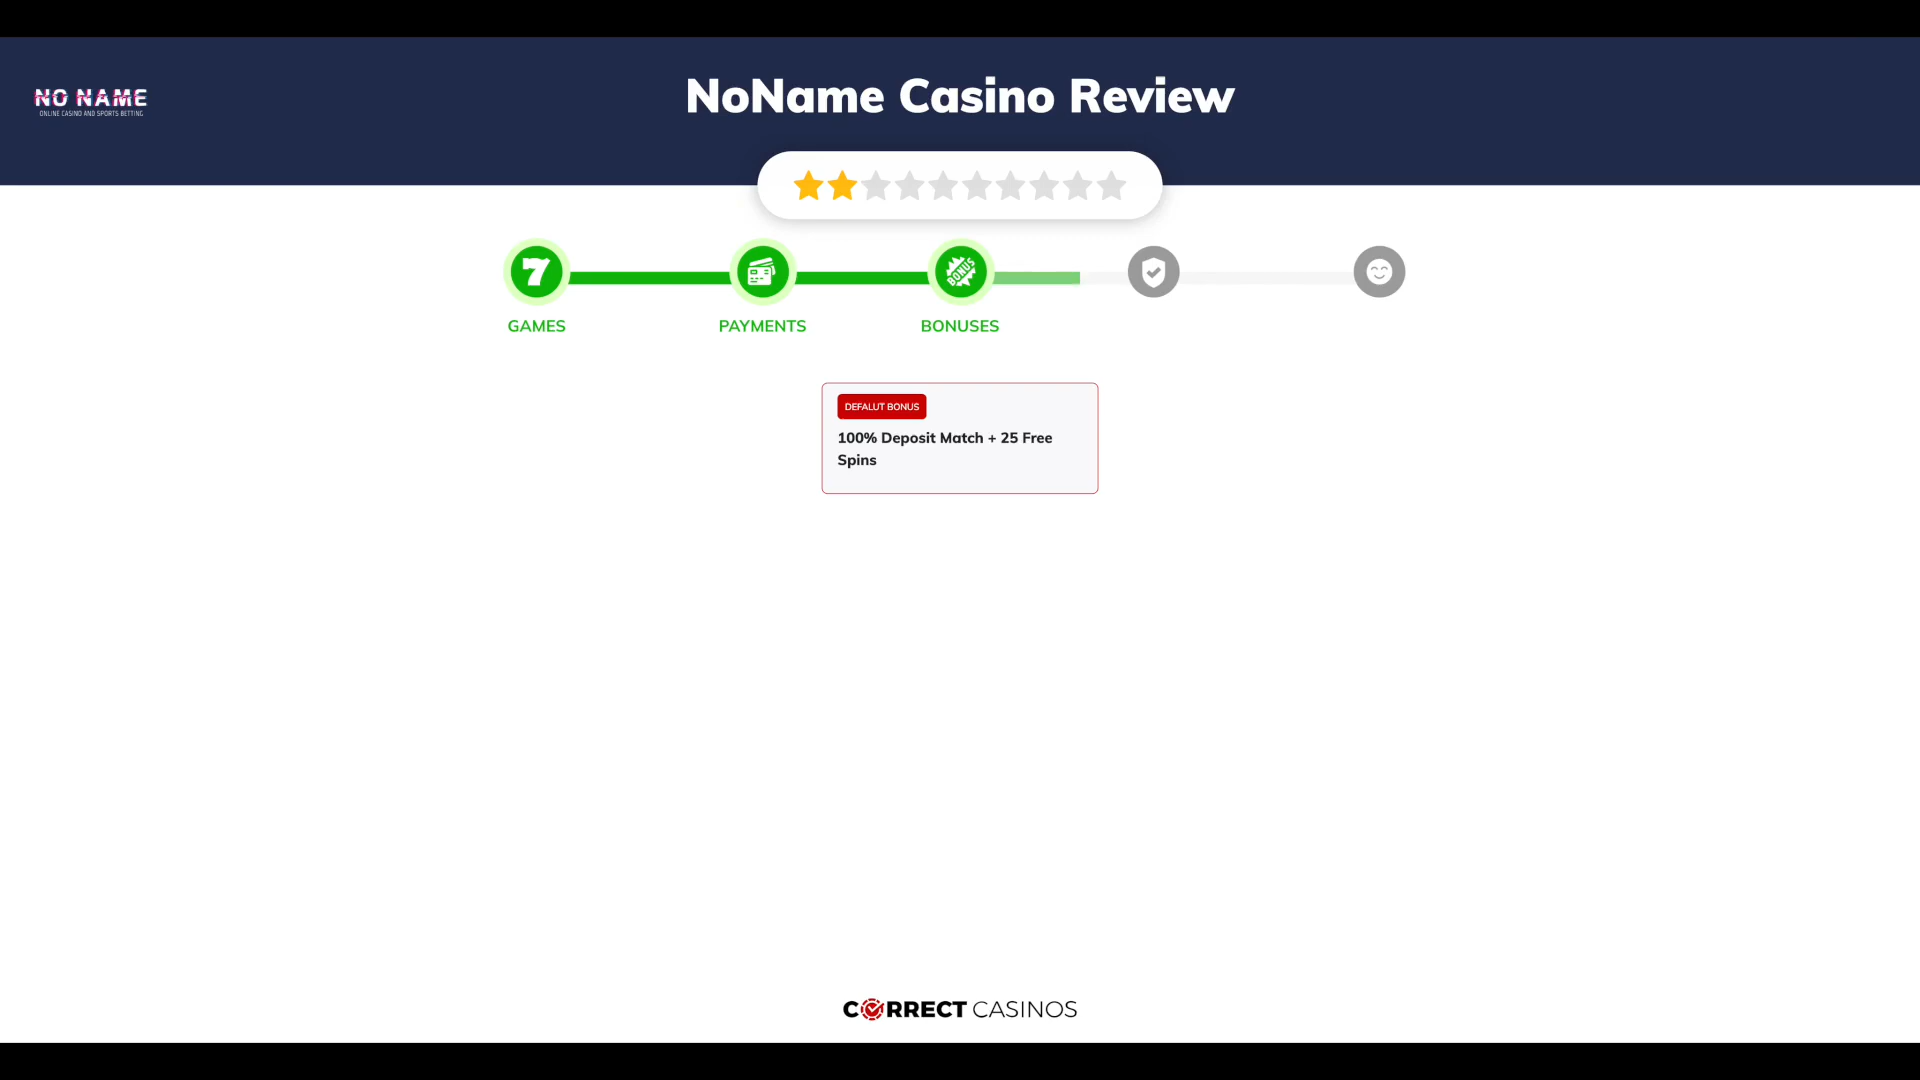 NO NAME
ONLINE CASINO AND SPORTS BETTING
NoName Casino Review
GAMES
PAYMENTS
BONUS
BONUSES
DEFALUT BONUS
100% Deposit Match + 25 Free
Spins
CORRECT CASINOS